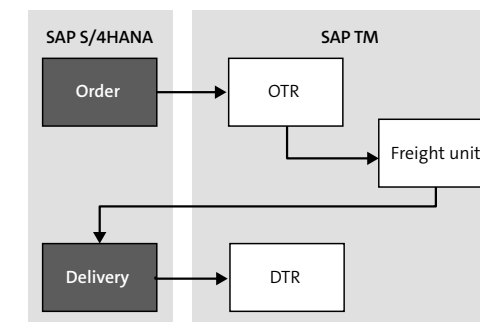 SAP S/4HANA
SAP TM
Order
OTR
Freight unit
Delivery
DTR